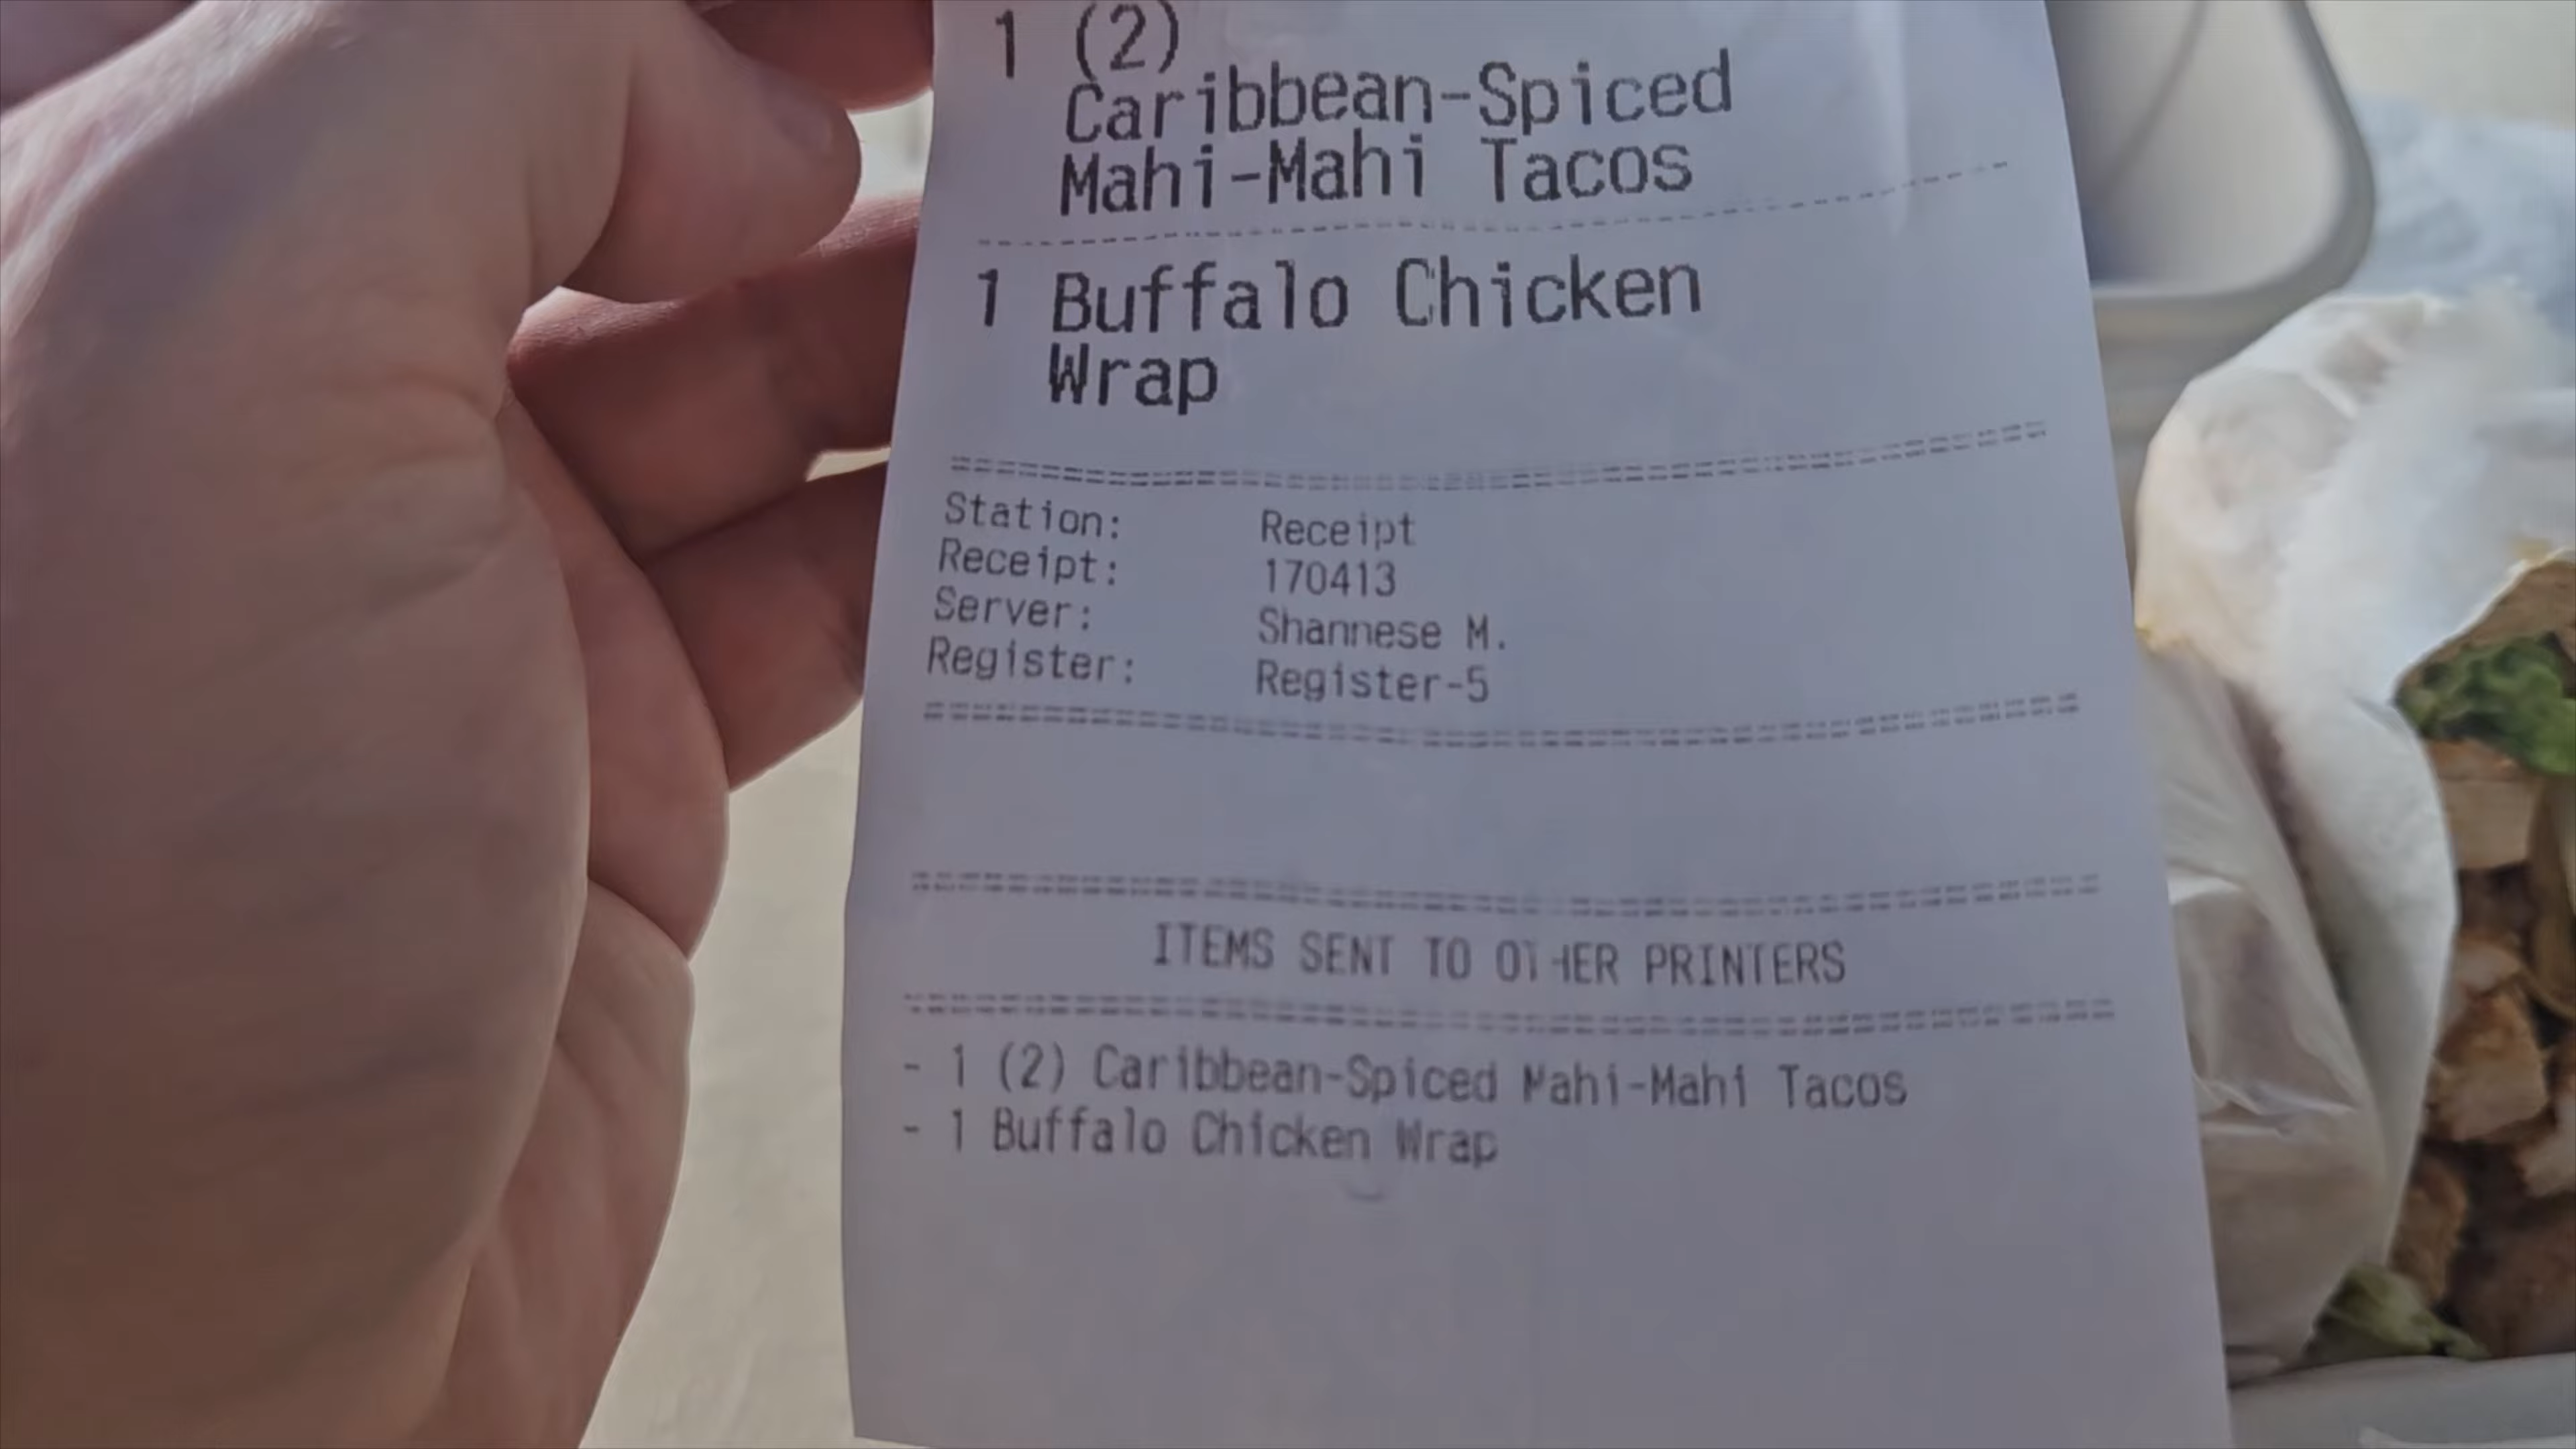 1 (2)
Caribbean-Spiced
Mahi-Mahi Tacos
1 Buffalo Chicken
Wrap
Station: Receipt
Receipt: 170413
Server: Shannese M.
Register: Register-5
ITEMS SENT TO OTHER PRINTERS
- 1 (2) Caribbean-Spiced Mahi-Mahi Tacos
- 1 Buffalo Chicken Wrap